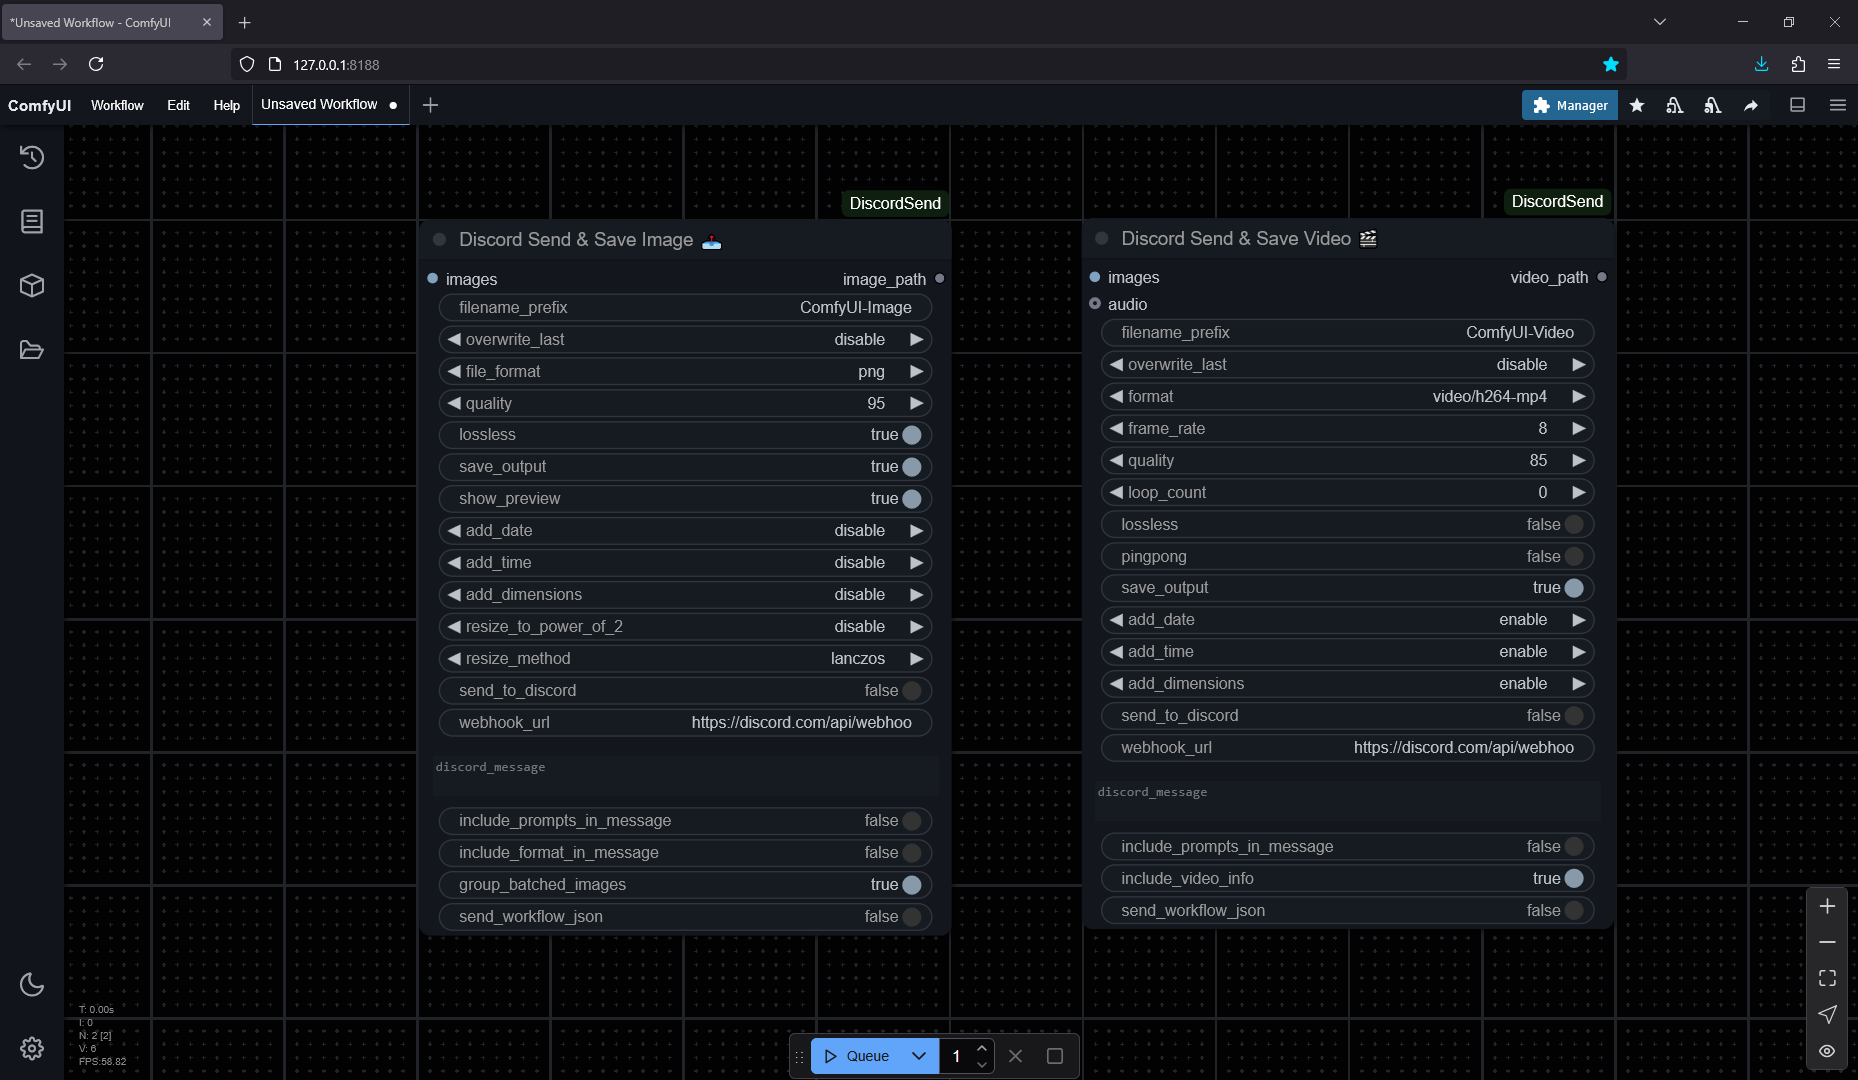 *Unsaved Workflow - ComfyUI
127.0.0.1:8188
ComfyUI Workflow Edit Help Unsaved Workflow
Manager
DiscordSend
Discord Send & Save Image
images image_path
filename_prefix ComfyUI-Image
overwrite_last disable
file_format png
quality 95
lossless true
save_output true
show_preview true
add_date disable
add_time disable
add_dimensions disable
resize_to_power_of_2 disable
resize_method lanczos
send_to_discord false
webhook_url https://discord.com/api/webhoo
discord_message
include_prompts_in_message false
include_format_in_message false
group_batched_images true
send_workflow_json false
DiscordSend
Discord Send & Save Video
images video_path
audio
filename_prefix ComfyUI-Video
overwrite_last disable
format video/h264-mp4
frame_rate 8
quality 85
loop_count 0
lossless false
pingpong false
save_output true
add_date enable
add_time enable
add_dimensions enable
send_to_discord false
webhook_url https://discord.com/api/webhoo
discord_message
include_prompts_in_message false
include_video_info true
send_workflow_json false
T: 0.00s
I: 0
N: 2 [2]
V: 6
FPS:58.82
Queue 1